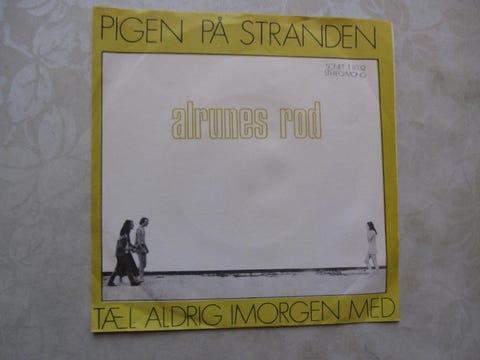 PIGEN PÅ STRANDEN
SONET T 8132
STEREO/MONO
alrunes rod
TÆL ALDRIG IMORGEN MED